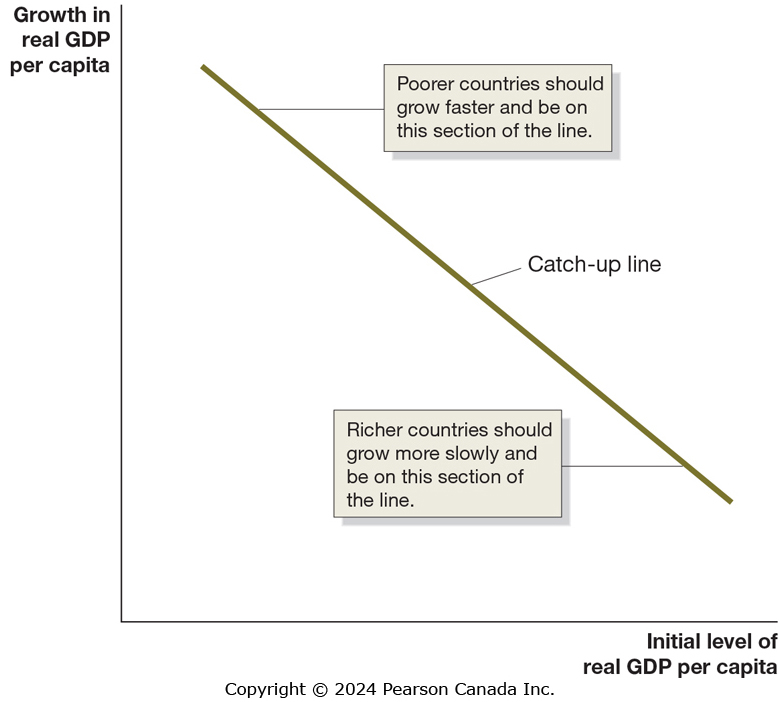 Growth in
real GDP
per capita
Poorer countries should
grow faster and be on
this section of the line.
Catch-up line
Richer countries should
grow more slowly and
be on this section of
the line.
Initial level of
real GDP per capita
Copyright © 2024 Pearson Canada Inc.